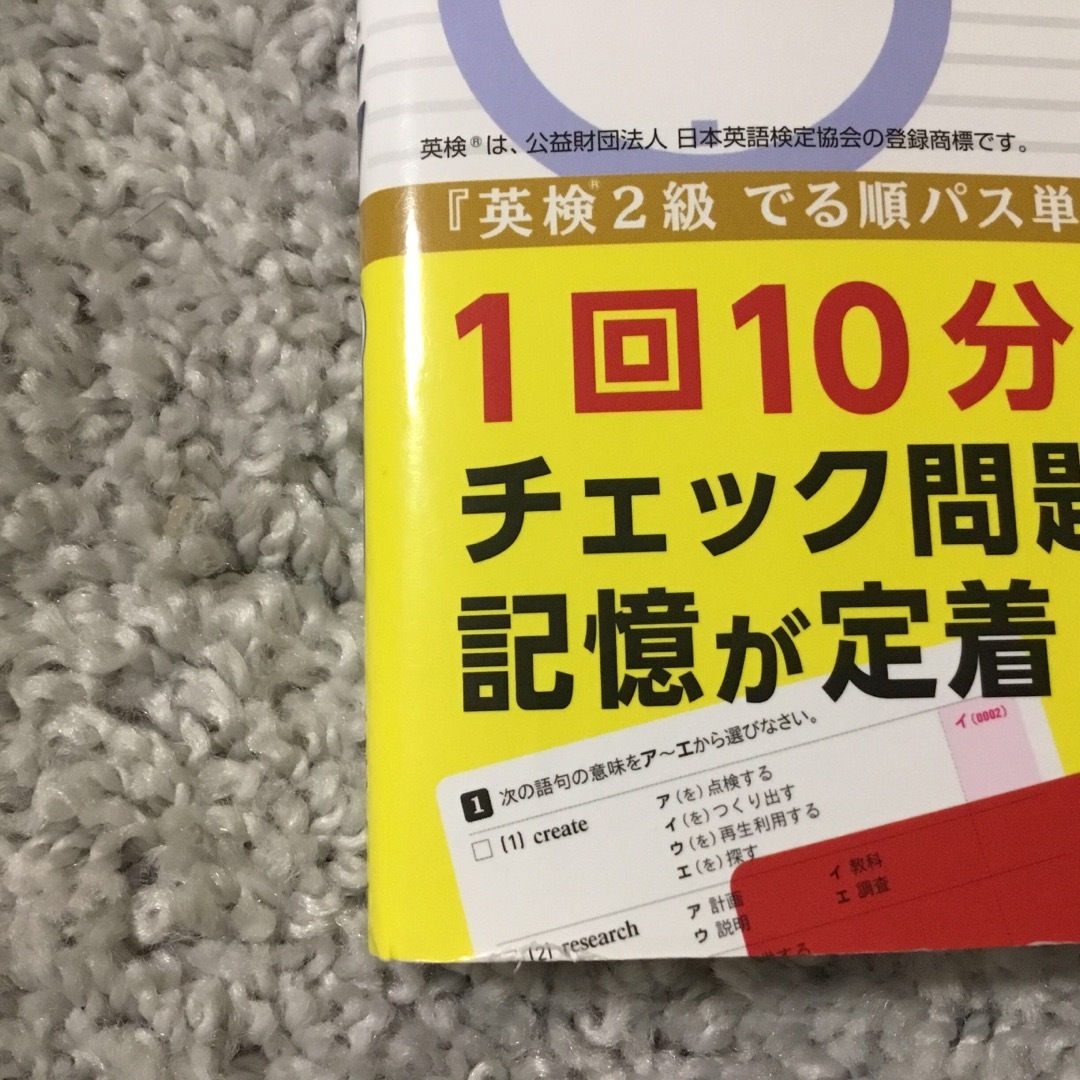 英検®は、公益財団法人 日本英語検定協会の登録商標です。
『英検®2級 でる順パス単
1回10分
チェック問題
記憶が定着
1 次の語句の意味をア〜エから選びなさい。
イ (0002)
(1) create
ア (を)点検する
イ (を)つくり出す
ウ (を)再生利用する
エ (を)探す
(2) research
ア 計画
イ 教科
ウ 説明
エ 調査
する